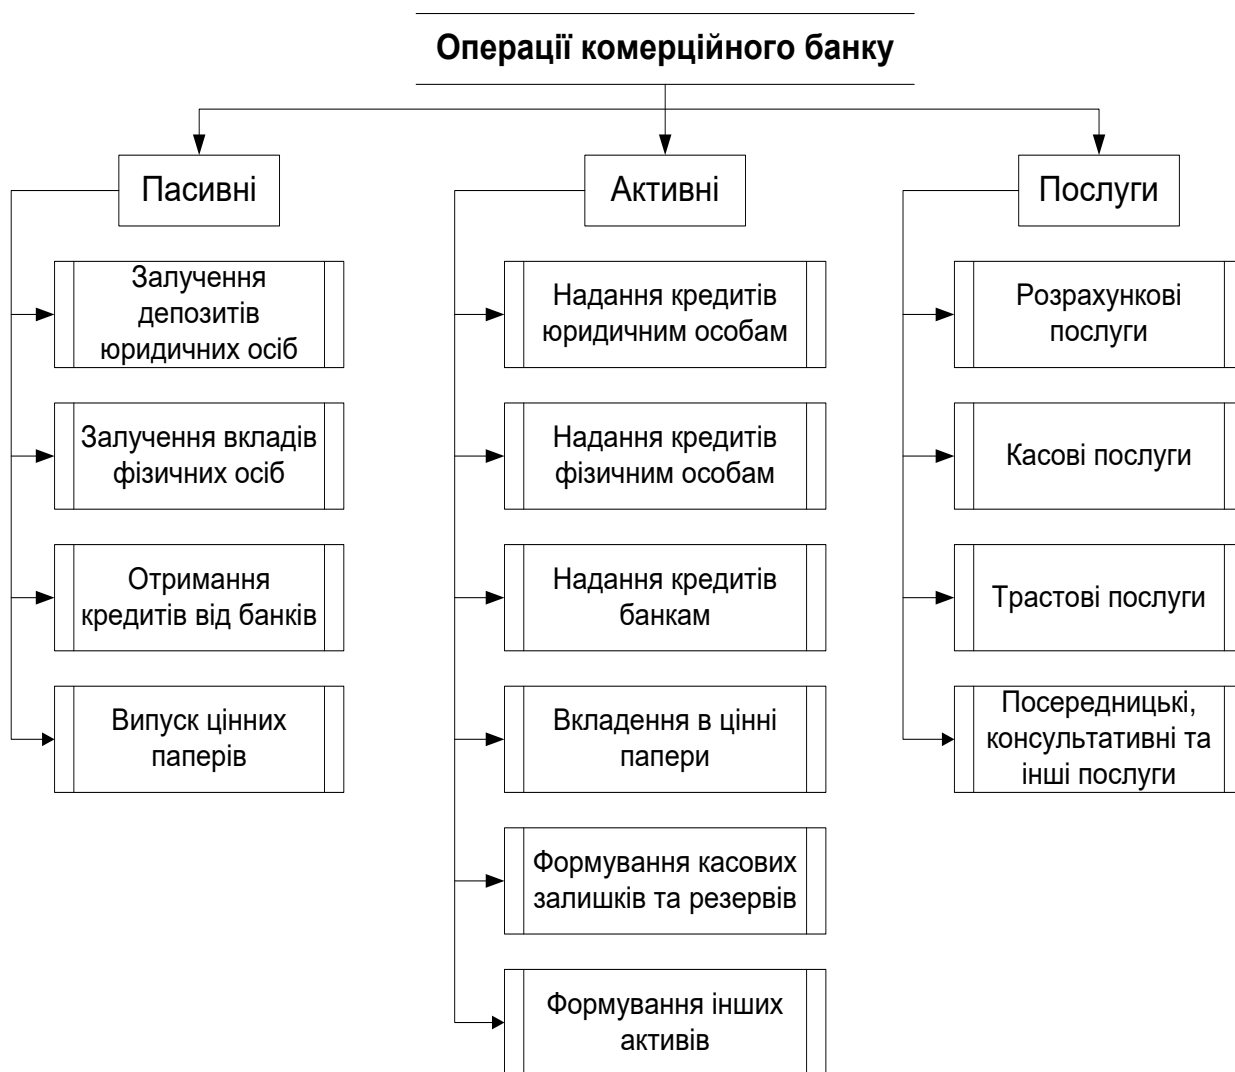 Операції комерційного банку
Пасивні
Активні
Послуги
Залучення
депозитів
юридичних осіб
Залучення вкладів
фізичних осіб
Отримання
кредитів від банків
Випуск цінних
паперів
Надання кредитів
юридичним особам
Надання кредитів
фізичним особам
Надання кредитів
банкам
Вкладення в цінні
папери
Формування касових
залишків та резервів
Формування інших
активів
Розрахункові
послуги
Касові послуги
Трастові послуги
Посередницькі,
консультативні та
інші послуги